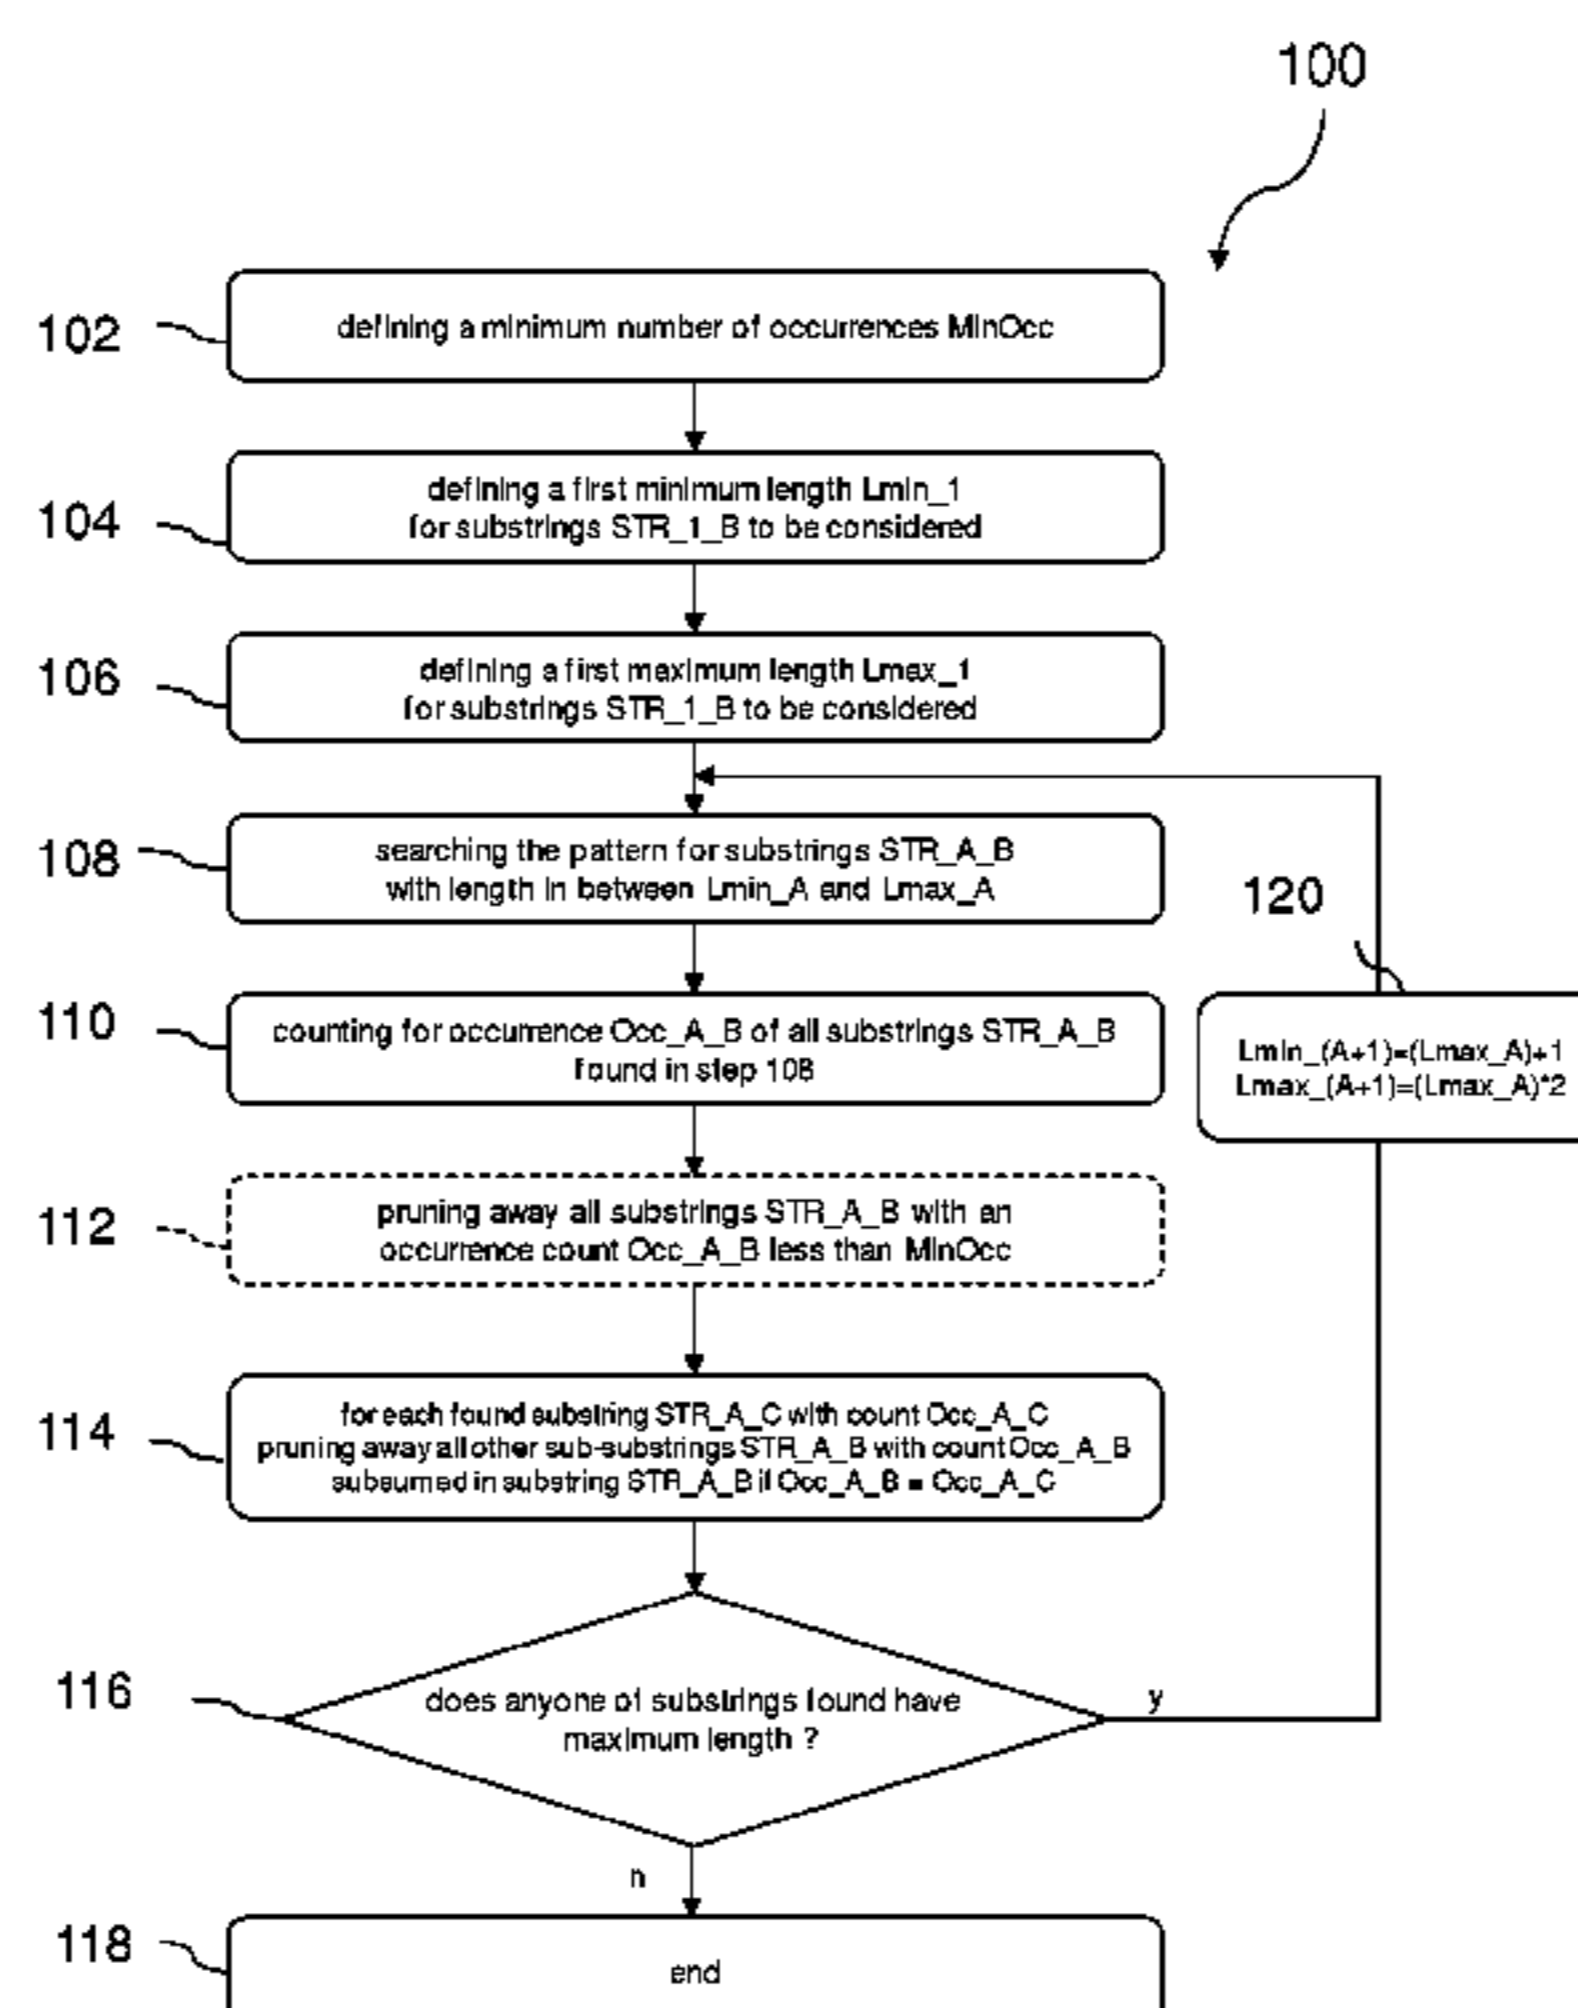 100
102
defining a minimum number of occurrences MinOcc
104
defining a first minimum length Lmin_1
for substrings STR_1_B to be considered
106
defining a first maximum length Lmax_1
for substrings STR_1_B to be considered
108
searching the pattern for substrings STR_A_B
with length in between Lmin_A and Lmax_A
120
110
counting for occurrence Occ_A_B of all substrings STR_A_B
found in step 108
Lmin_(A+1)=(Lmax_A)+1
Lmax_(A+1)=(Lmax_A)*2
112
pruning away all substrings STR_A_B with an
occurrence count Occ_A_B less than MinOcc
114
for each found substring STR_A_C with count Occ_A_C
pruning away all other sub-substrings STR_A_B with count Occ_A_B
subsumed in substring STR_A_B if Occ_A_B = Occ_A_C
116
does anyone of substrings found have
maximum length ?
y
n
118
end